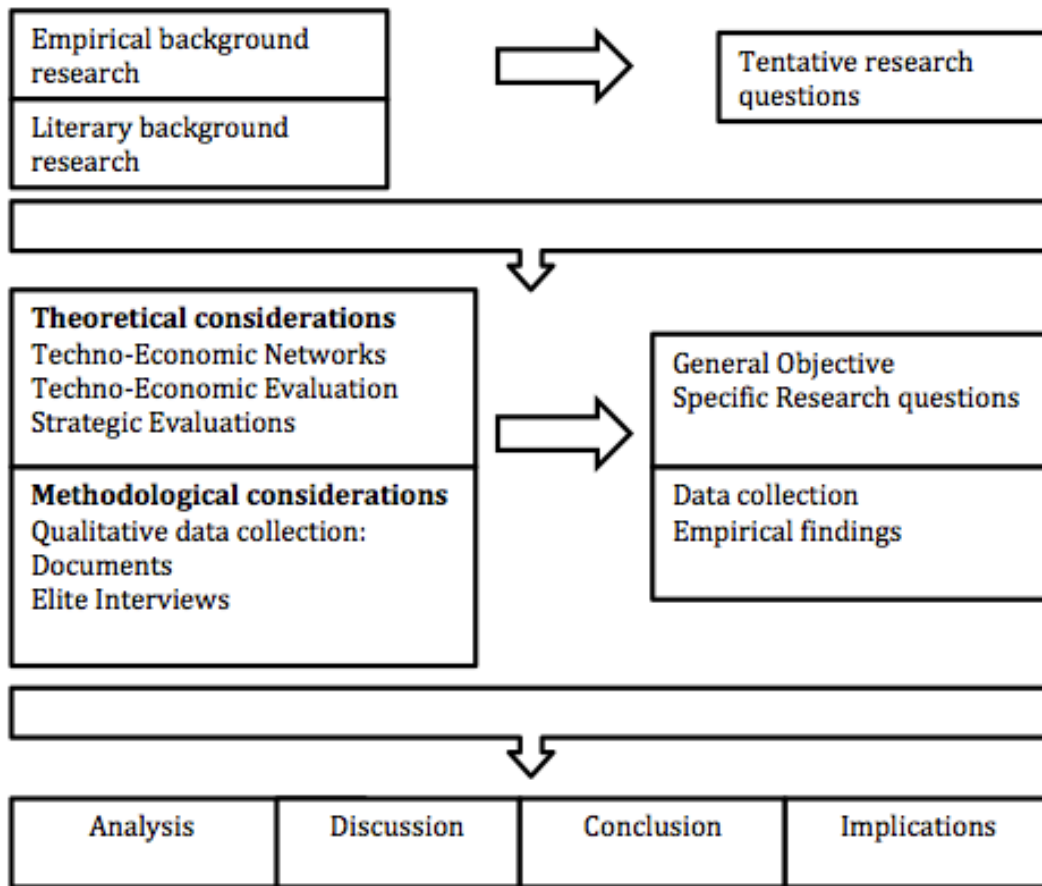 Empirical background
research
Literary background
research
Tentative research
questions
Theoretical considerations
Techno-Economic Networks
Techno-Economic Evaluation
Strategic Evaluations
Methodological considerations
Qualitative data collection:
Documents
Elite Interviews
General Objective
Specific Research questions
Data collection
Empirical findings
Analysis
Discussion
Conclusion
Implications